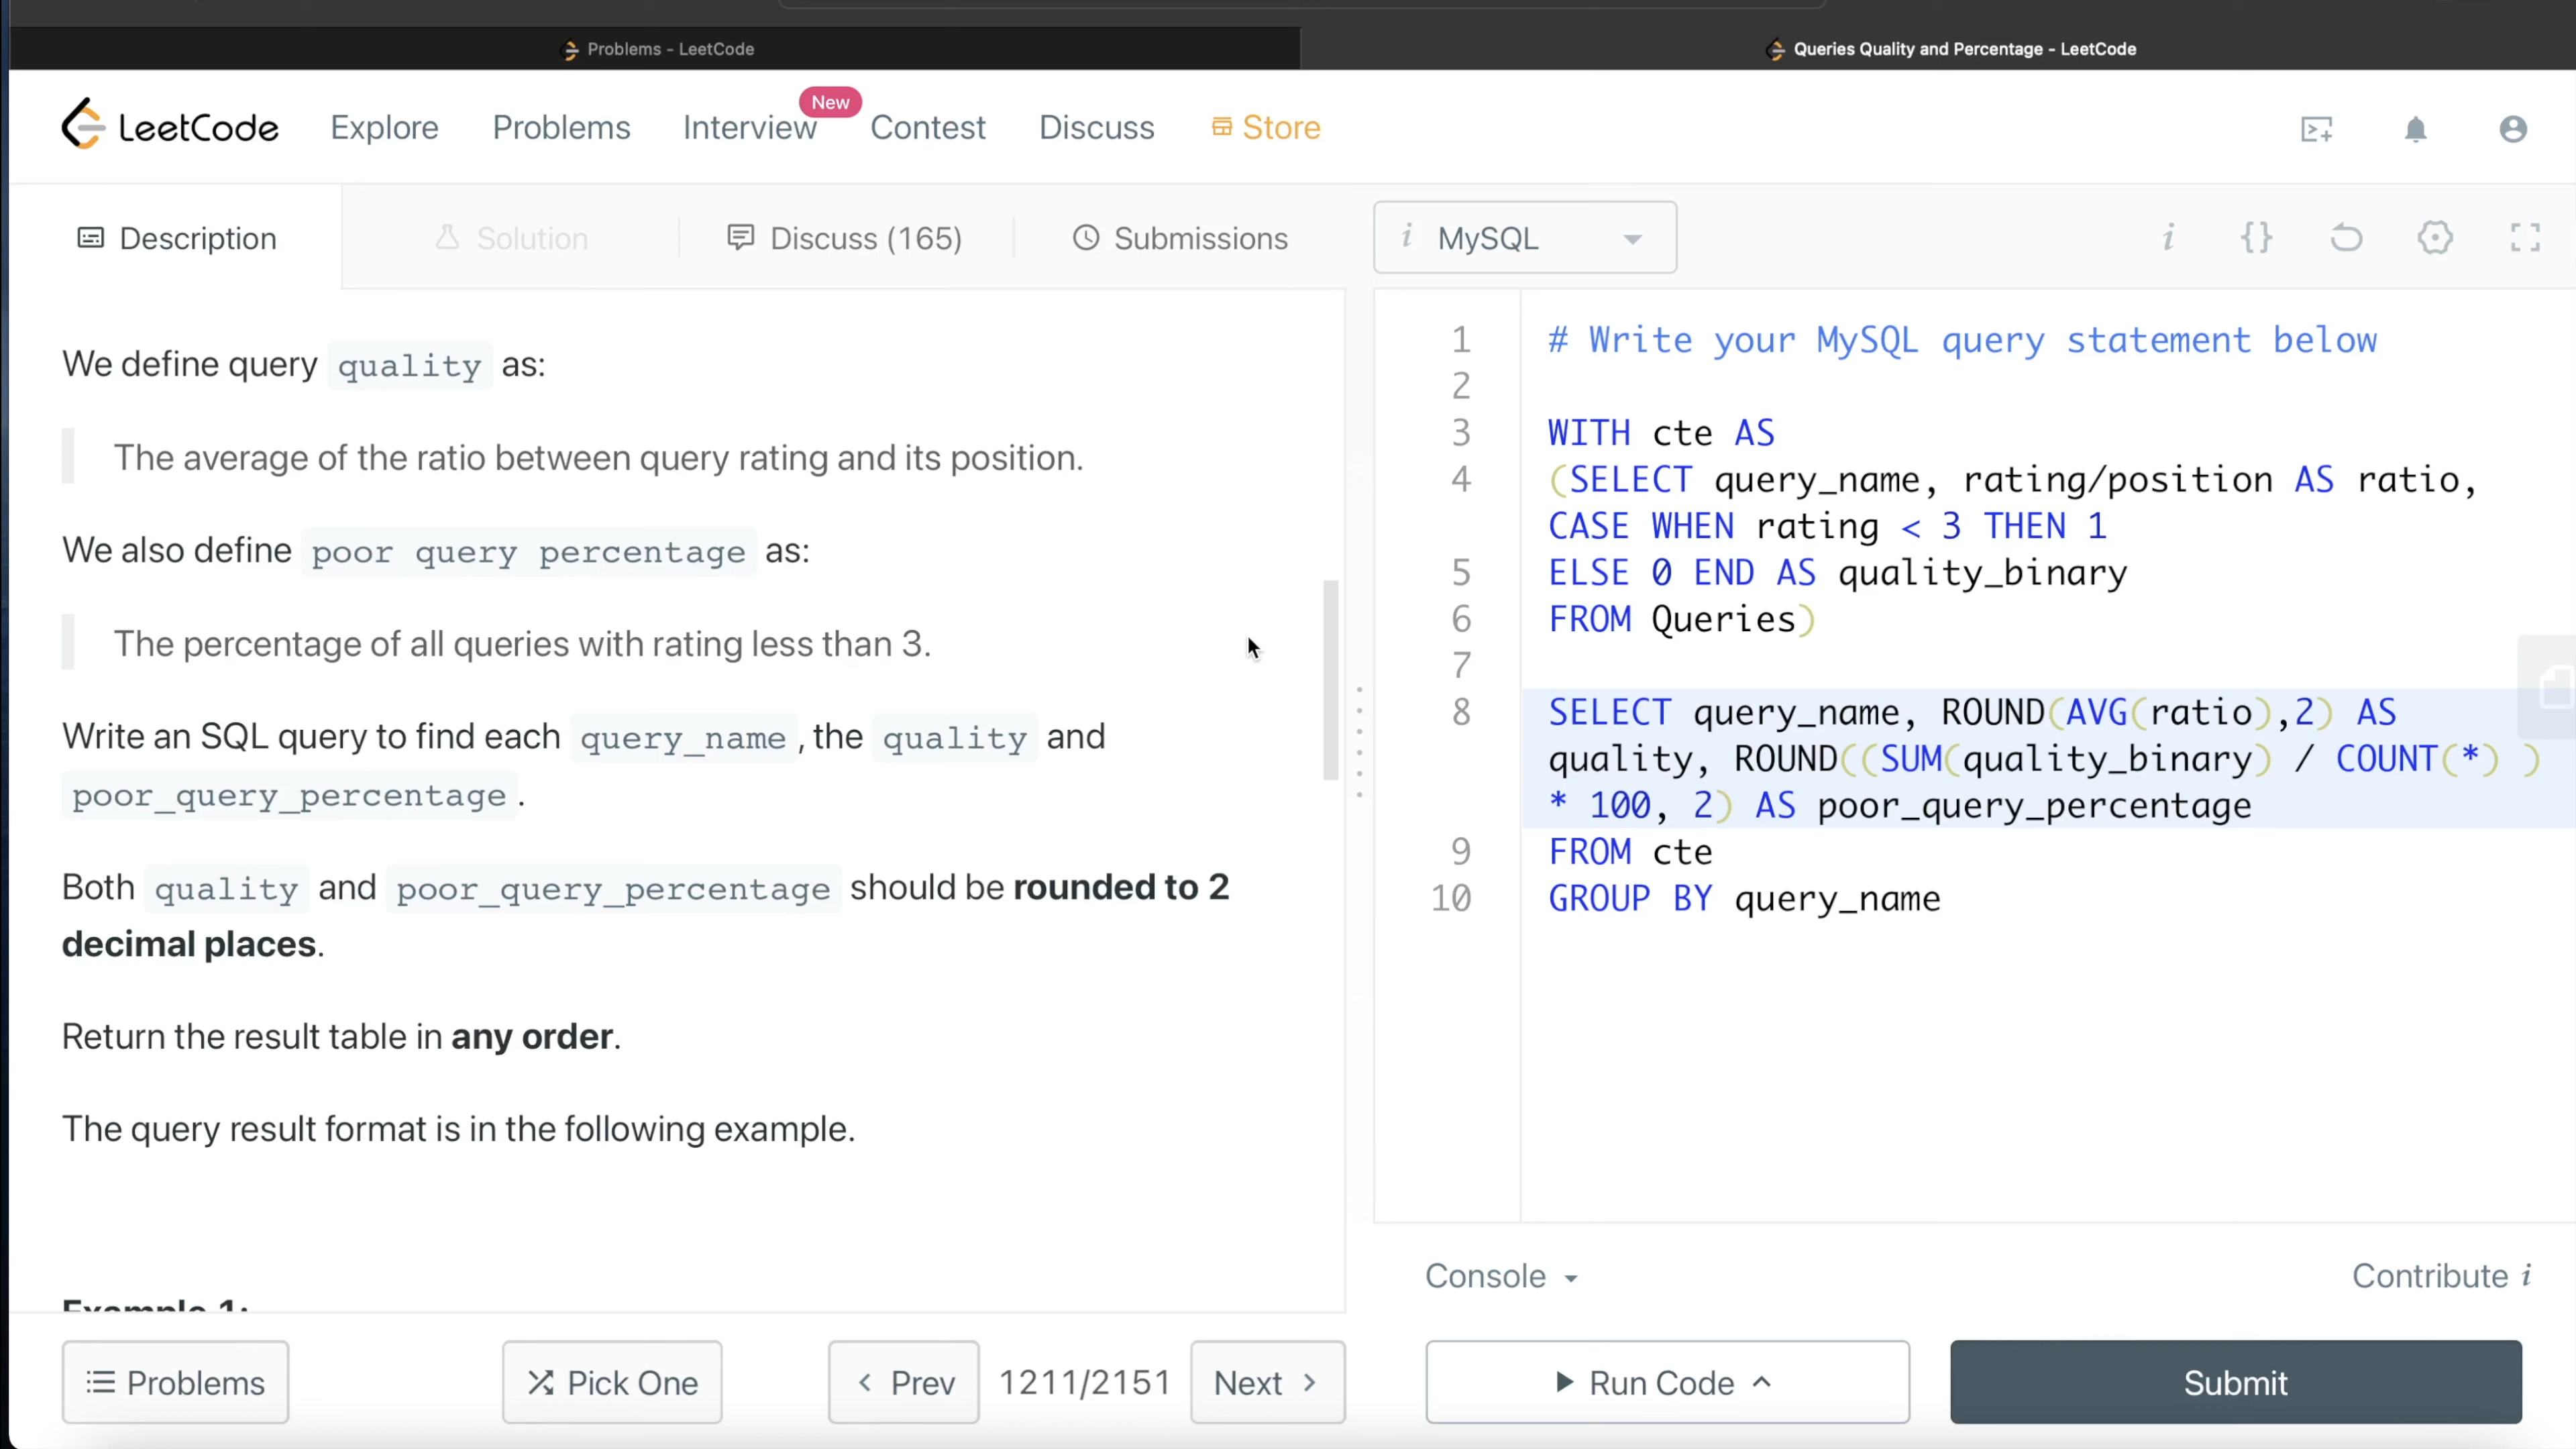 Problems - LeetCode
Queries Quality and Percentage - LeetCode
LeetCode Explore Problems Interview New Contest Discuss Store
Description Solution Discuss (165) Submissions
We define query quality as:
The average of the ratio between query rating and its position.
We also define poor query percentage as:
The percentage of all queries with rating less than 3.
Write an SQL query to find each query_name, the quality and
poor_query_percentage.
Both quality and poor_query_percentage should be rounded to 2
decimal places.
Return the result table in any order.
The query result format is in the following example.
Example 1:
Problems Pick One Prev 1211/2151 Next
i MySQL i {}
1 # Write your MySQL query statement below
2
3 WITH cte AS
4 (SELECT query_name, rating/position AS ratio,
CASE WHEN rating < 3 THEN 1
5 ELSE 0 END AS quality_binary
6 FROM Queries)
7
8 SELECT query_name, ROUND(AVG(ratio),2) AS
quality, ROUND((SUM(quality_binary) / COUNT(*) )
* 100, 2) AS poor_query_percentage
9 FROM cte
10 GROUP BY query_name
Console Contribute i
Run Code Submit